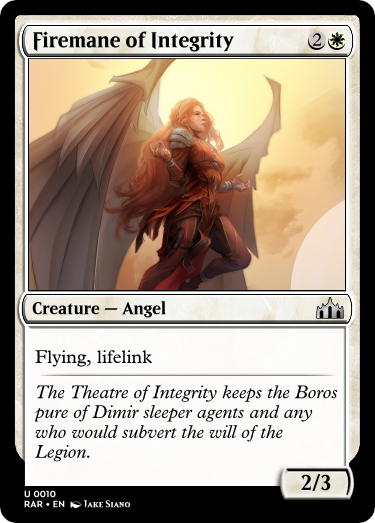 Firemane of Integrity 2
Creature — Angel
Flying, lifelink
The Theatre of Integrity keeps the Boros
pure of Dimir sleeper agents and any
who would subvert the will of the
Legion.
2/3
U 0010
RAR • EN Jake Siano